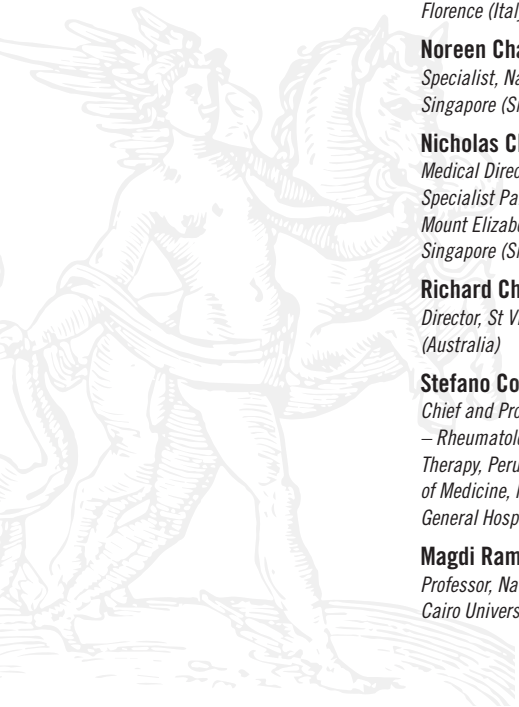 Florence (Ital
Noreen Cha
Specialist, Na
Singapore (Si
Nicholas Cl
Medical Direc
Specialist Pa
Mount Elizab
Singapore (Si
Richard Ch
Director, St V
(Australia)
Stefano Co
Chief and Pro
– Rheumatol
Therapy, Peru
of Medicine, 
General Hosp
Magdi Ram
Professor, Na
Cairo Univers